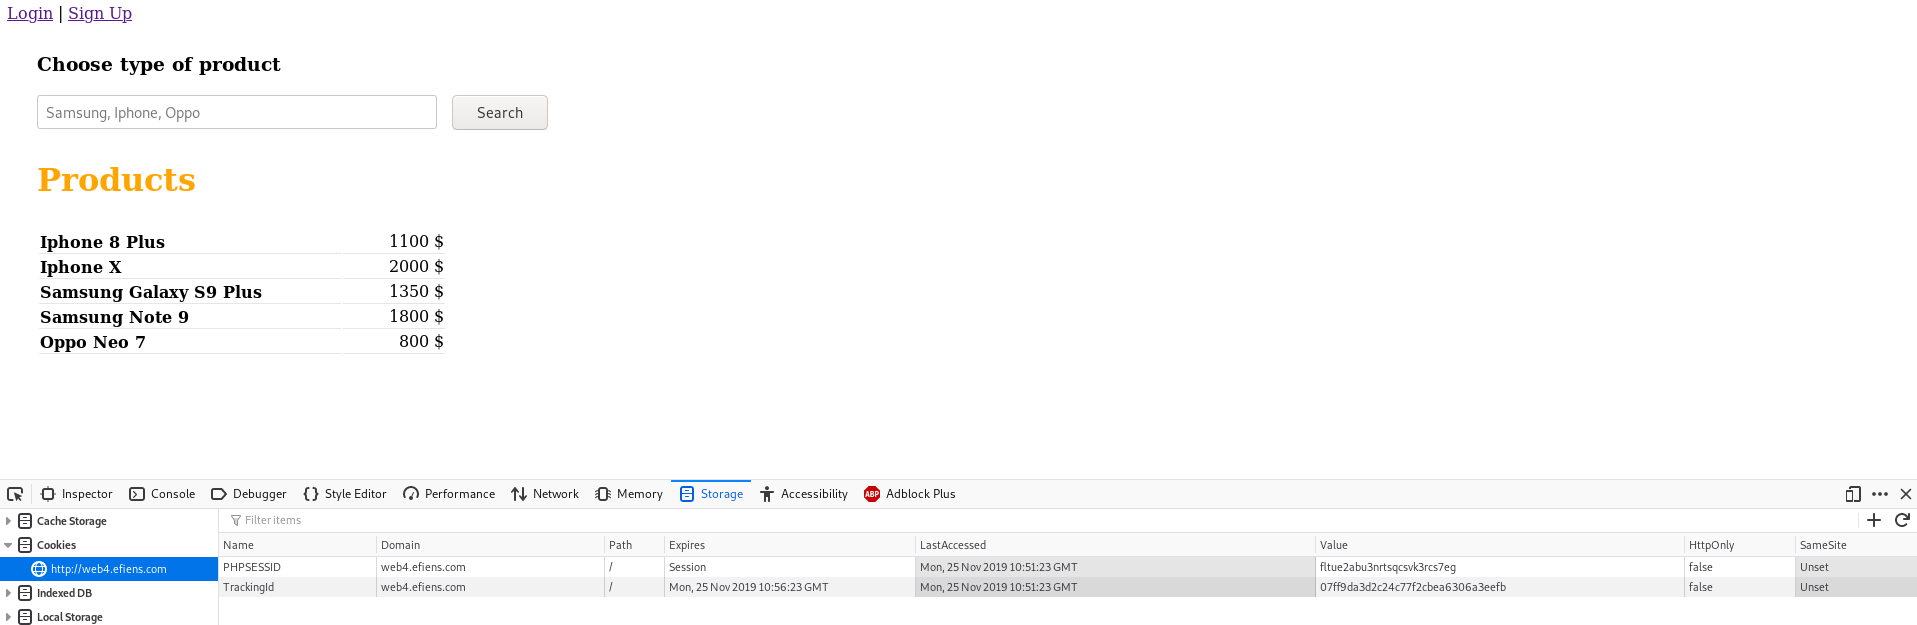 Login | Sign Up
Choose type of product
Samsung, Iphone, Oppo Search
Products
Iphone 8 Plus 1100 $
Iphone X 2000 $
Samsung Galaxy S9 Plus 1350 $
Samsung Note 9 1800 $
Oppo Neo 7 800 $
Inspector Console Debugger Style Editor Performance Network Memory Storage Accessibility ABP Adblock Plus
Cache Storage Filter items
Cookies Name Domain Path Expires LastAccessed Value HttpOnly SameSite
http://web4.efiens.com PHPSESSID web4.efiens.com / Session Mon, 25 Nov 2019 10:51:23 GMT fltue2abu3nrtsqcsvk3rcs7eg false Unset
Indexed DB TrackingId web4.efiens.com / Mon, 25 Nov 2019 10:56:23 GMT Mon, 25 Nov 2019 10:51:23 GMT 07ff9da3d2c24c77f2cbea6306a3eefb false Unset
Local Storage